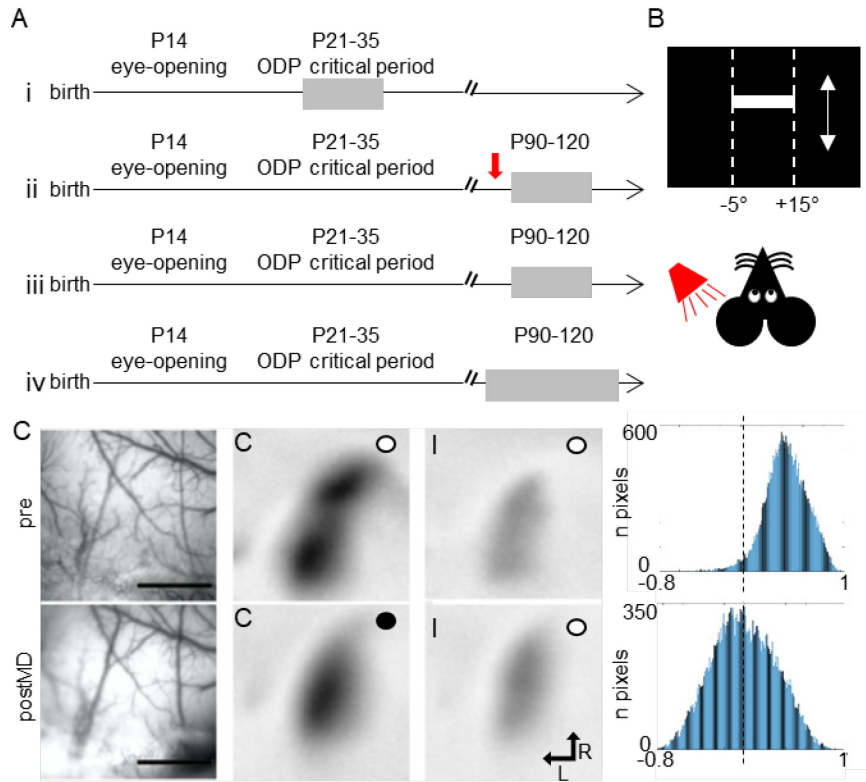 A
P14
P21-35
eye-opening
ODP critical period
i birth
P14
P21-35
P90-120
eye-opening
ODP critical period
ii birth
P14
P21-35
P90-120
eye-opening
ODP critical period
iii birth
P14
P21-35
P90-120
eye-opening
ODP critical period
iv birth
B
-5° +15°
C
pre
C
I
600
n pixels
0
-0.8 1
postMD
C
I
R
L
350
n pixels
0
-0.8 1